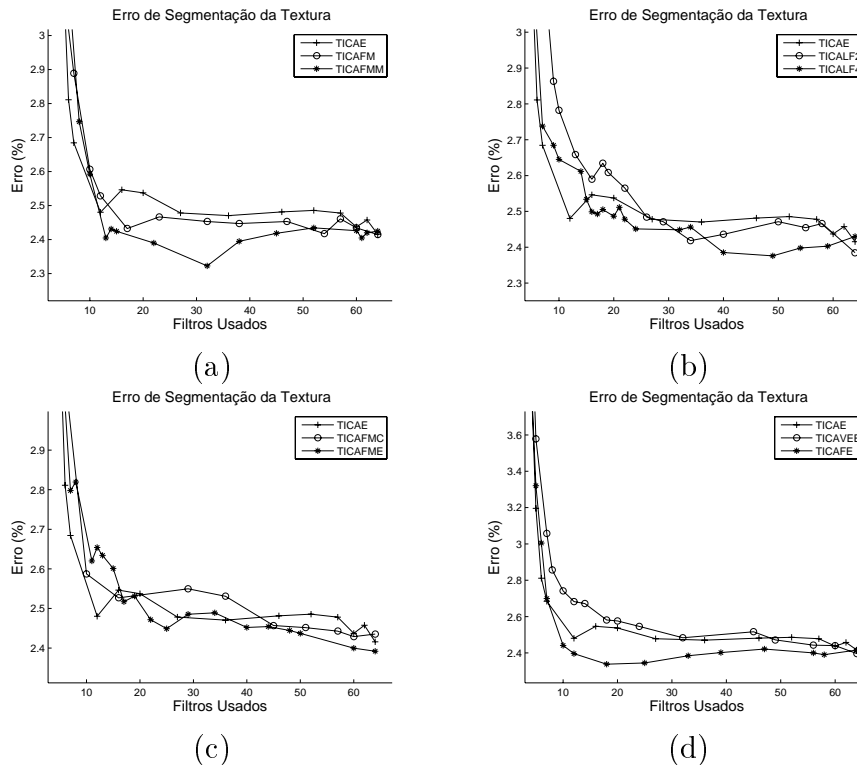 Erro de Segmentação da Textura
3
2.9
2.8
2.7
2.6
2.5
2.4
2.3
Erro (%)
TICAE
TICAFM
TICAFMM
10 20 30 40 50 60
Filtros Usados
(a)
Erro de Segmentação da Textura
3
2.9
2.8
2.7
2.6
2.5
2.4
2.3
Erro (%)
TICAE
10 20 30 40 50 60
Filtros Usados
(b)
Erro de Segmentação da Textura
2.9
2.8
2.7
2.6
2.5
2.4
Erro (%)
TICAE
TICAFMC
TICAFME
10 20 30 40 50 60
Filtros Usados
(c)
Erro de Segmentação da Textura
3.6
3.4
3.2
3
2.8
2.6
2.4
Erro (%)
TICAE
TICAFE
10 20 30 40 50 60
Filtros Usados
(d)